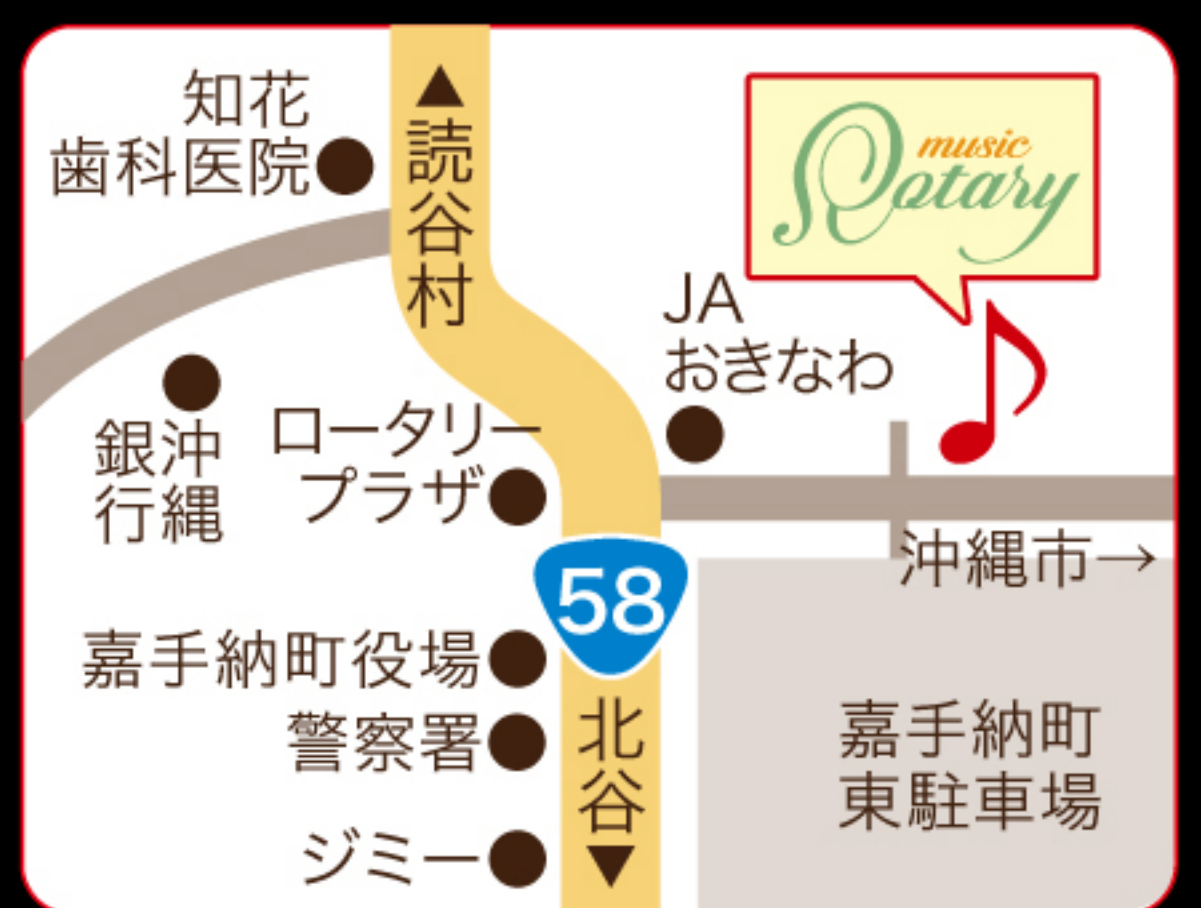 知花
歯科医院
▲読谷村
music
Rotary
JA
おきなわ
銀行
沖縄
ロータリー
プラザ
58
沖縄市→
嘉手納町役場
警察署
ジミー
北谷▼
嘉手納町
東駐車場